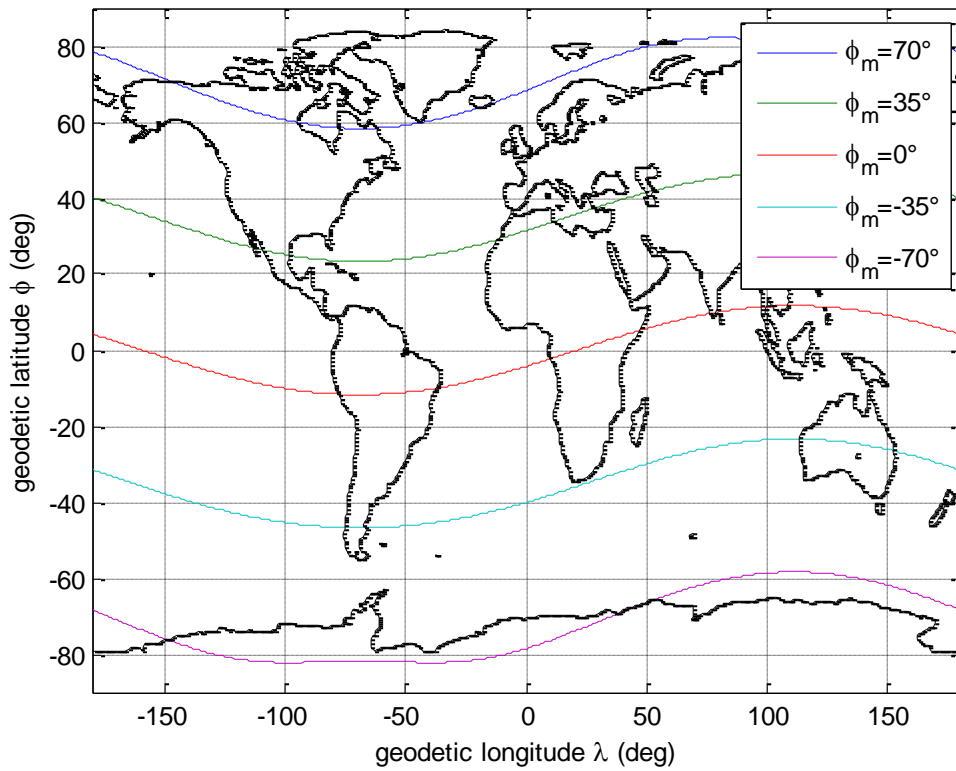 80
60
40
20
0
-20
-40
-60
-80
-150
-100
-50
0
50
100
150
geodetic latitude ϕ (deg)
geodetic longitude λ (deg)
ϕm=70°
ϕm=35°
ϕm=0°
ϕm=-35°
ϕm=-70°